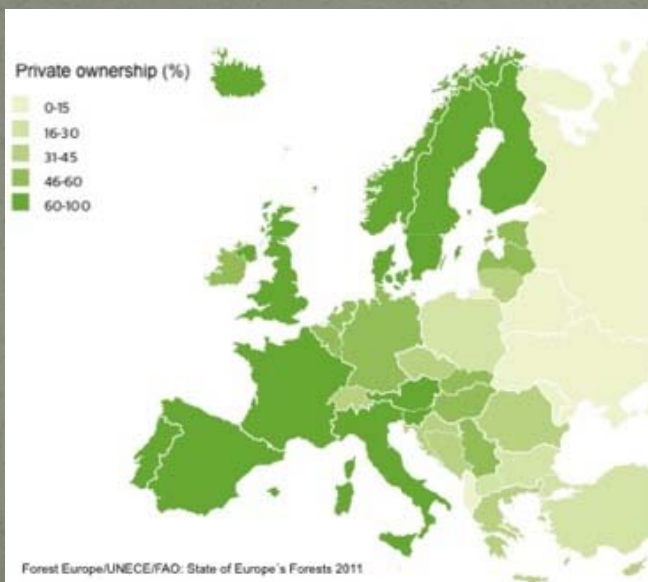 Private ownership (%)
0-15
16-30
31-45
46-60
60-100
Forest Europe/UNECE/FAO: State of Europe`s Forests 2011